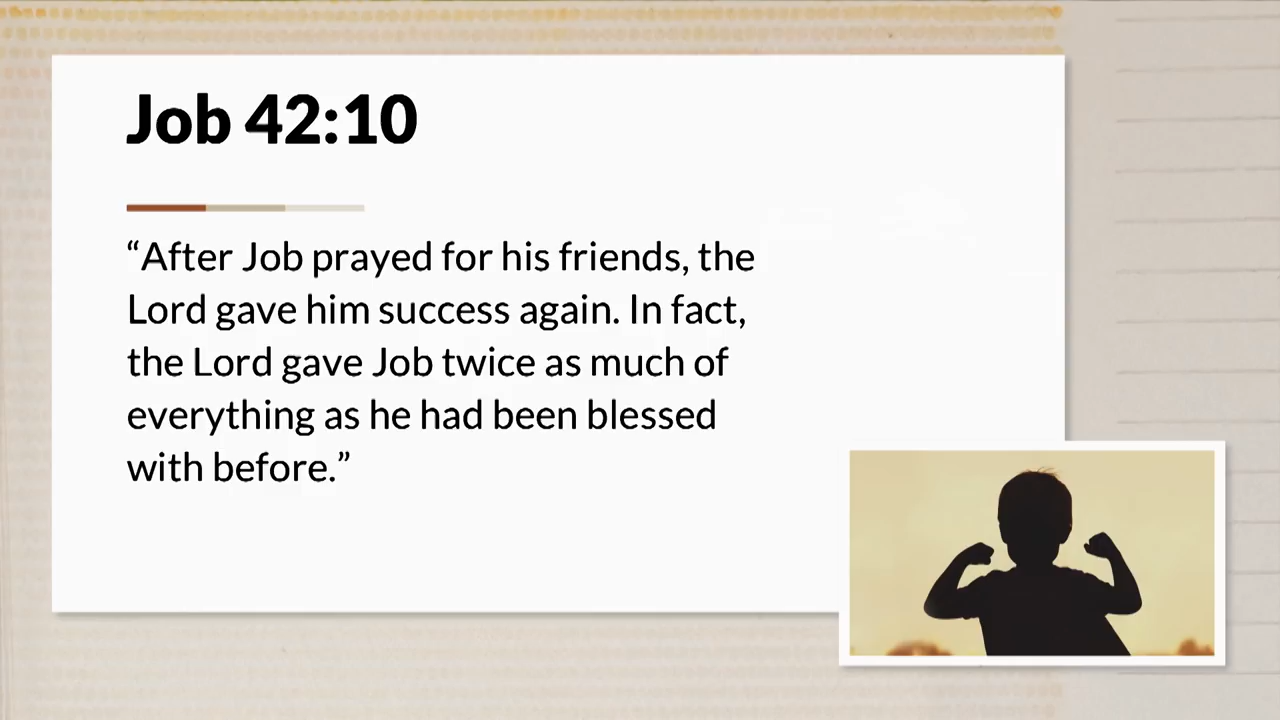 Job 42:10
“After Job prayed for his friends, the
Lord gave him success again. In fact,
the Lord gave Job twice as much of
everything as he had been blessed
with before.”